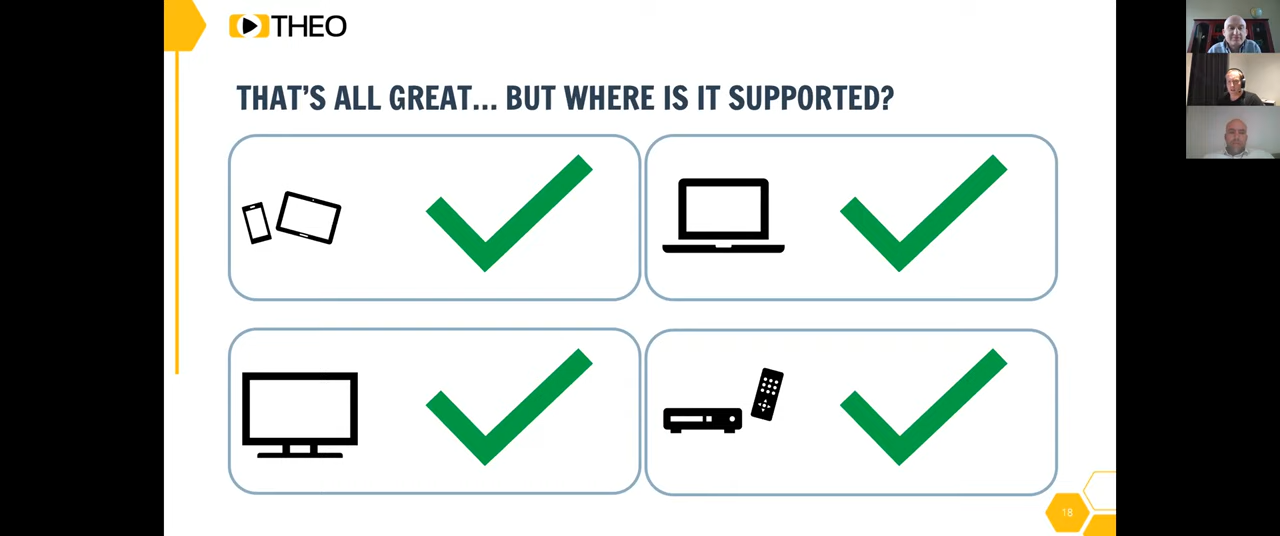 THEO
THAT'S ALL GREAT... BUT WHERE IS IT SUPPORTED?
18